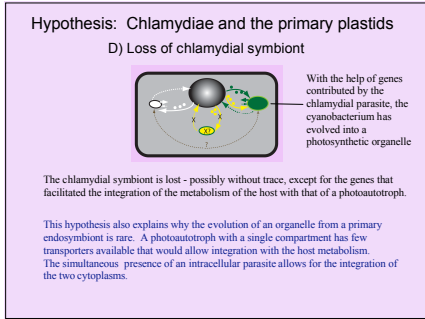 Hypothesis: Chlamydiae and the primary plastids
D) Loss of chlamydial symbiont
With the help of genes
contributed by the
chlamydial parasite, the
cyanobacterium has
evolved into a
photosynthetic organelle
X
X
X?
?
The chlamydial symbiont is lost - possibly without trace, except for the genes that
facilitated the integration of the metabolism of the host with that of a photoautotroph.
This hypothesis also explains why the evolution of an organelle from a primary
endosymbiont is rare. A photoautotroph with a single compartment has few
transporters available that would allow integration with the host metabolism.
The simultaneous presence of an intracellular parasite allows for the integration of
the two cytoplasms.